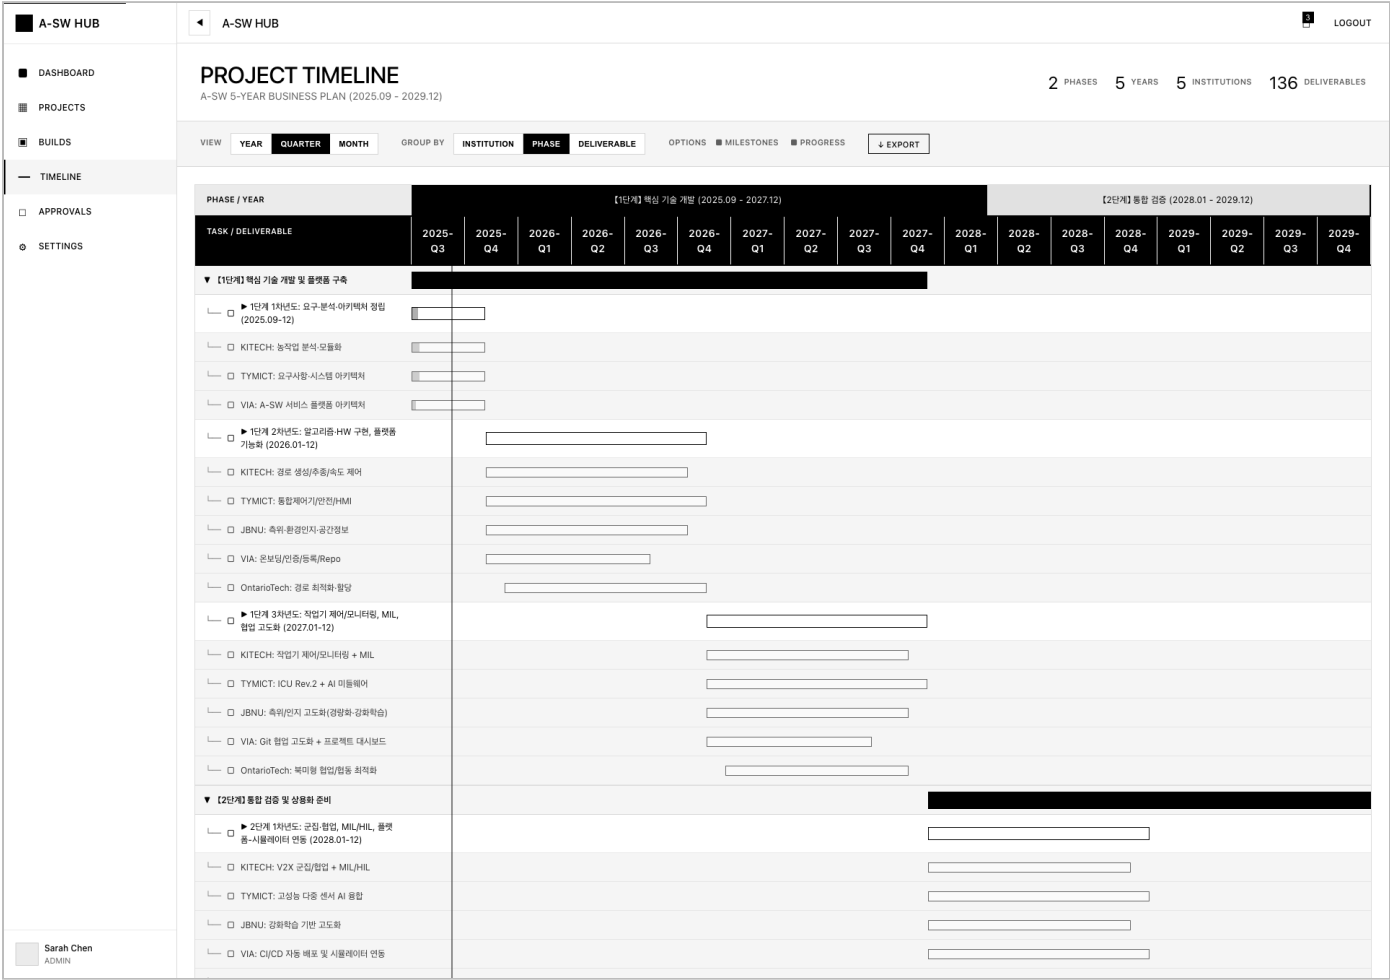 A-SW HUB
◀ A-SW HUB
3
LOGOUT
DASHBOARD
PROJECTS
BUILDS
TIMELINE
APPROVALS
SETTINGS
PROJECT TIMELINE
A-SW 5-YEAR BUSINESS PLAN (2025.09 - 2029.12)
2 PHASES 5 YEARS 5 INSTITUTIONS 136 DELIVERABLES
VIEW YEAR QUARTER MONTH GROUP BY INSTITUTION PHASE DELIVERABLE OPTIONS MILESTONES PROGRESS ↓ EXPORT
PHASE / YEAR
【1단계】 핵심 기술 개발 (2025.09 - 2027.12)
【2단계】 통합 검증 (2028.01 - 2029.12)
TASK / DELIVERABLE
2025-Q3 2025-Q4 2026-Q1 2026-Q2 2026-Q3 2026-Q4 2027-Q1 2027-Q2 2027-Q3 2027-Q4 2028-Q1 2028-Q2 2028-Q3 2028-Q4 2029-Q1 2029-Q2 2029-Q3 2029-Q4
▼ 【1단계】 핵심 기술 개발 및 플랫폼 구축
▶ 1단계 1차년도: 요구·분석·아키텍처 정립
(2025.09-12)
KITECH: 농작업 분석·모듈화
TYMICT: 요구사항·시스템 아키텍처
VIA: A-SW 서비스 플랫폼 아키텍처
▶ 1단계 2차년도: 알고리즘·HW 구현, 플랫폼
기능화 (2026.01-12)
KITECH: 경로 생성/추종/속도 제어
TYMICT: 통합제어기/안전/HMI
JBNU: 측위·환경인지·공간정보
VIA: 온보딩/인증/등록/Repo
OntarioTech: 경로 최적화·할당
▶ 1단계 3차년도: 작업기 제어/모니터링, MIL,
협업 고도화 (2027.01-12)
KITECH: 작업기 제어/모니터링 + MIL
TYMICT: ICU Rev.2 + AI 미들웨어
JBNU: 측위/인지 고도화(경량화·강화학습)
VIA: Git 협업 고도화 + 프로젝트 대시보드
OntarioTech: 북미형 협업/협동 최적화
▼ 【2단계】 통합 검증 및 상용화 준비
▶ 2단계 1차년도: 군집·협업, MIL/HIL, 플랫
폼-시뮬레이터 연동 (2028.01-12)
KITECH: V2X 군집/협업 + MIL/HIL
TYMICT: 고성능 다중 센서 AI 융합
JBNU: 강화학습 기반 고도화
VIA: CI/CD 자동 배포 및 시뮬레이터 연동
Sarah Chen
ADMIN